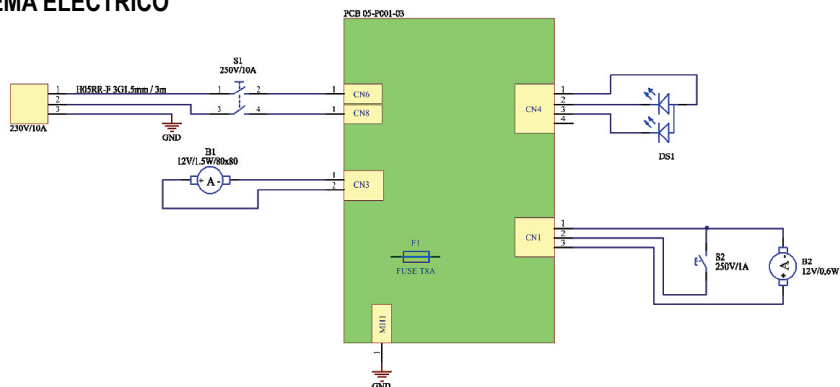 EMA ELÉCTRICO
PCB 05-P001-03
S1
250V/10A
1
H05RR-F 3G1,5mm / 3m
1
2
1
CN6
2
3
4
1
CN8
3
230V/10A
GND
B1
12V/1.5W/80x80
+ A -
1
CN3
2
CN4
1
2
3
4
DS1
CN1
1
2
3
S2
250V/1A
- A +
B2
12V/0,6W
F1
FUSE T8A
MH1
1
GND